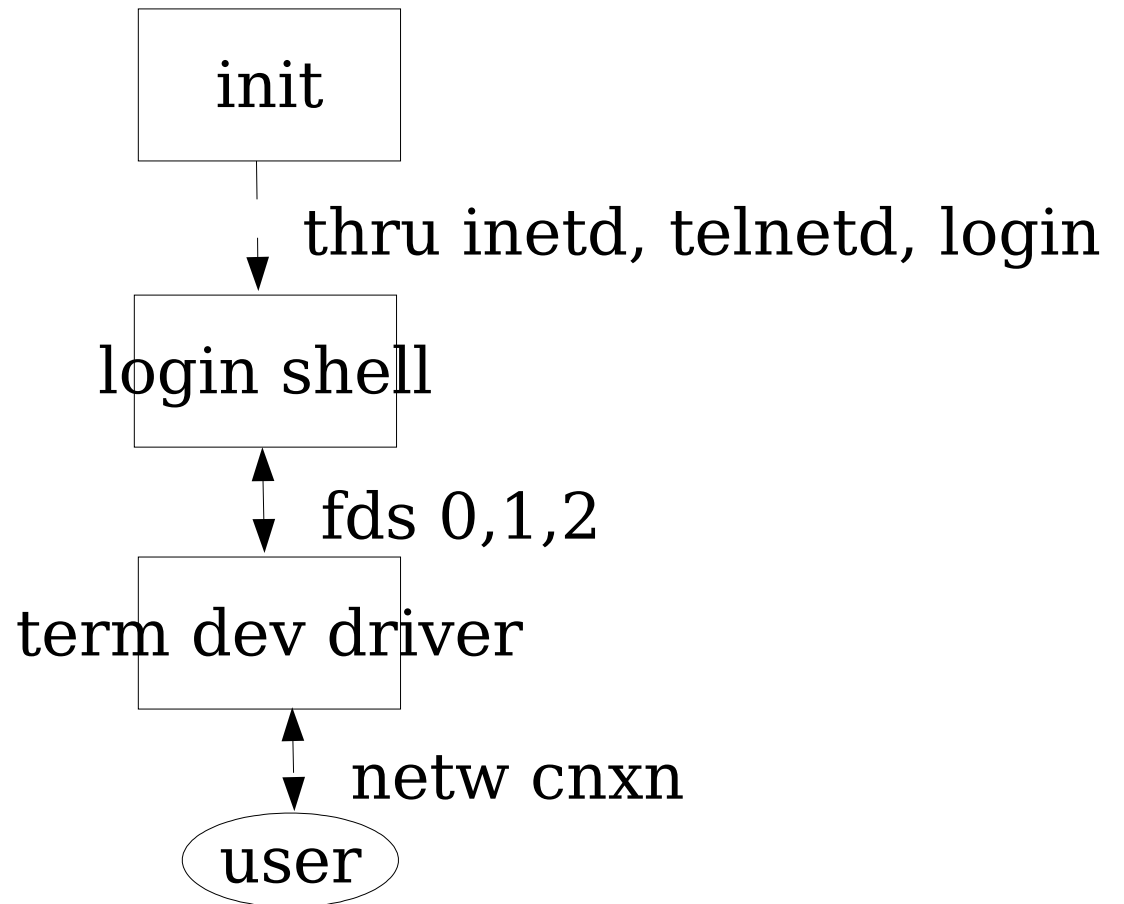 init
thru inetd, telnetd, login
login shell
fds 0,1,2
term dev driver
netw cnxn
user